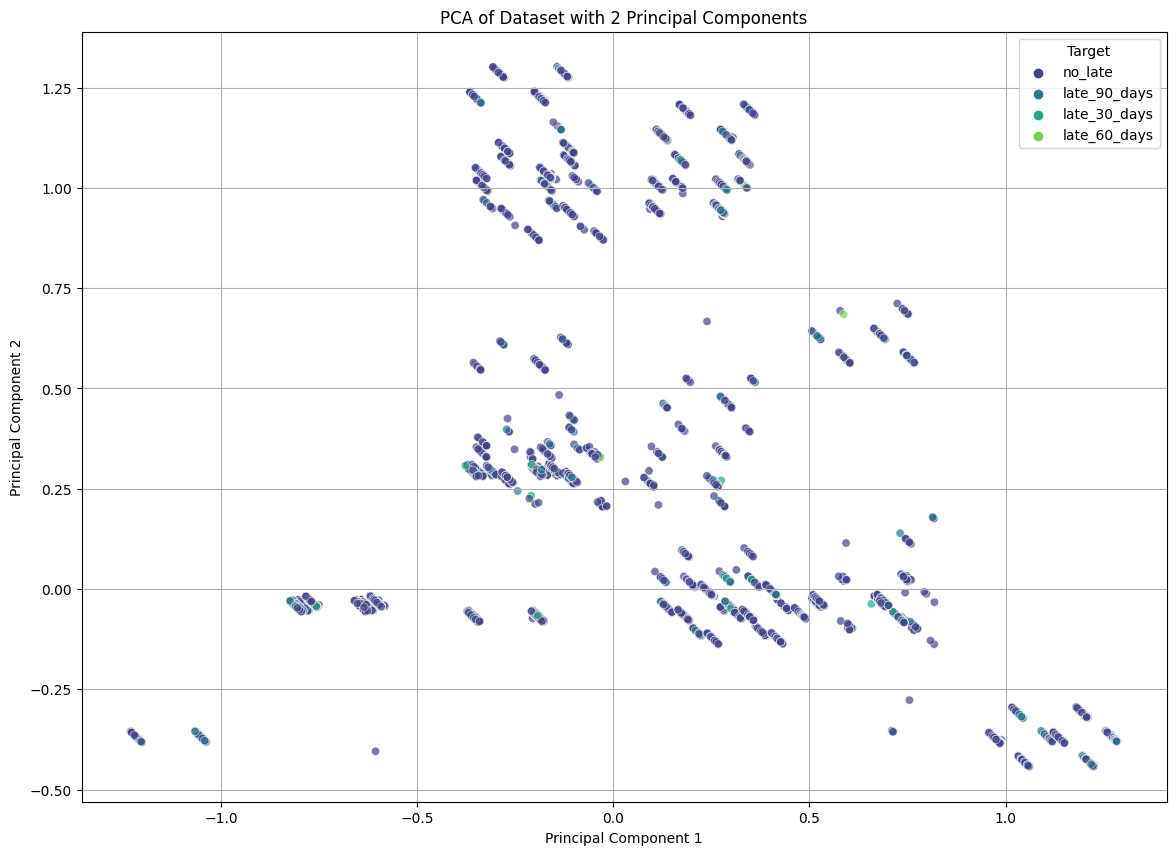 PCA of Dataset with 2 Principal Components
Target
no_late
late_90_days
late_30_days
late_60_days
Principal Component 2
1.25
1.00
0.75
0.50
0.25
0.00
−0.25
−0.50
−1.0
−0.5
0.0
0.5
1.0
Principal Component 1